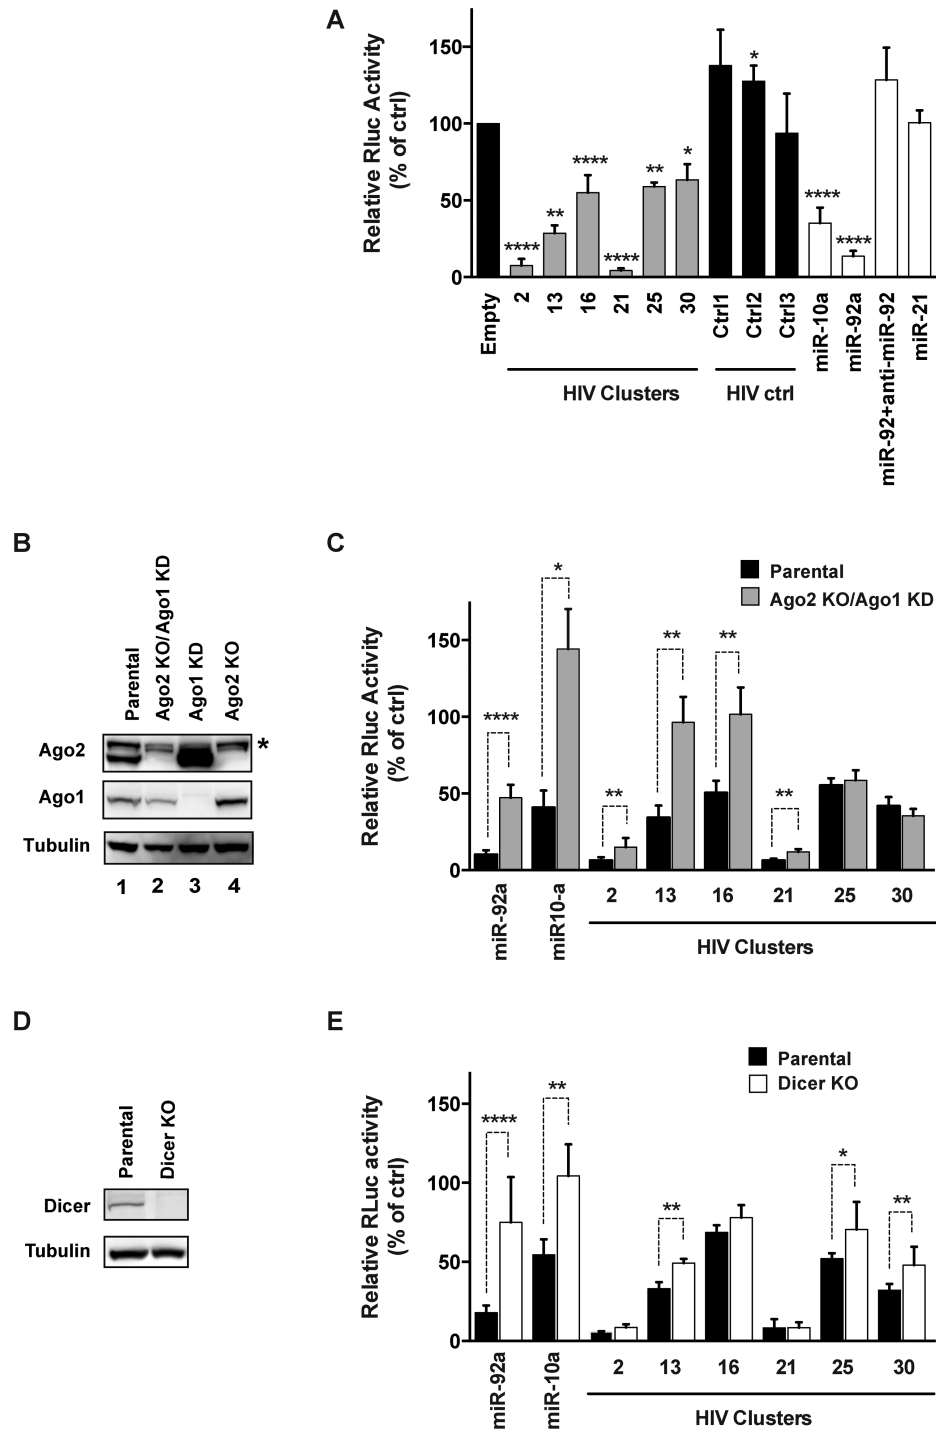 A
Relative Rluc Activity
(% of ctrl)
150
100
50
0
**** ** **** **** ** * * **** ****
Empty 2 13 16 21 25 30 Ctrl1 Ctrl2 Ctrl3 miR-10a miR-92a miR-92+anti-miR-92 miR-21
HIV Clusters HIV ctrl
B
Parental Ago2 KO/Ago1 KD Ago1 KD Ago2 KO
Ago2 *
Ago1
Tubulin
1 2 3 4
C
Parental
Ago2 KO/Ago1 KD
Relative Rluc Activity
(% of ctrl)
150
100
50
0
**** * ** ** ** **
miR-92a miR10-a 2 13 16 21 25 30
HIV Clusters
D
Parental Dicer KO
Dicer
Tubulin
E
Parental
Dicer KO
Relative RLuc activity
(% of ctrl)
150
100
50
0
**** ** ** * **
miR-92a miR-10a 2 13 16 21 25 30
HIV Clusters